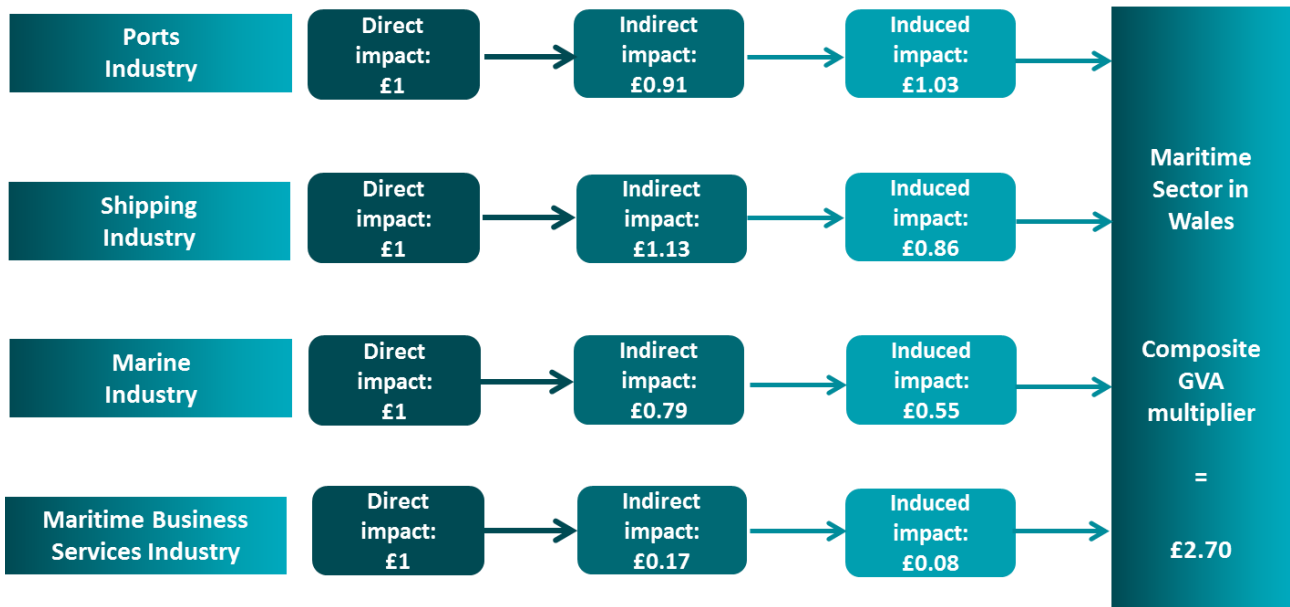 Ports
Industry
Direct
impact:
£1
Indirect
impact:
£0.91
Induced
impact:
£1.03
Shipping
Industry
Direct
impact:
£1
Indirect
impact:
£1.13
Induced
impact:
£0.86
Marine
Industry
Direct
impact:
£1
Indirect
impact:
£0.79
Induced
impact:
£0.55
Maritime Business
Services Industry
Direct
impact:
£1
Indirect
impact:
£0.17
Induced
impact:
£0.08
Maritime
Sector in
Wales
Composite
GVA
multiplier
=
£2.70